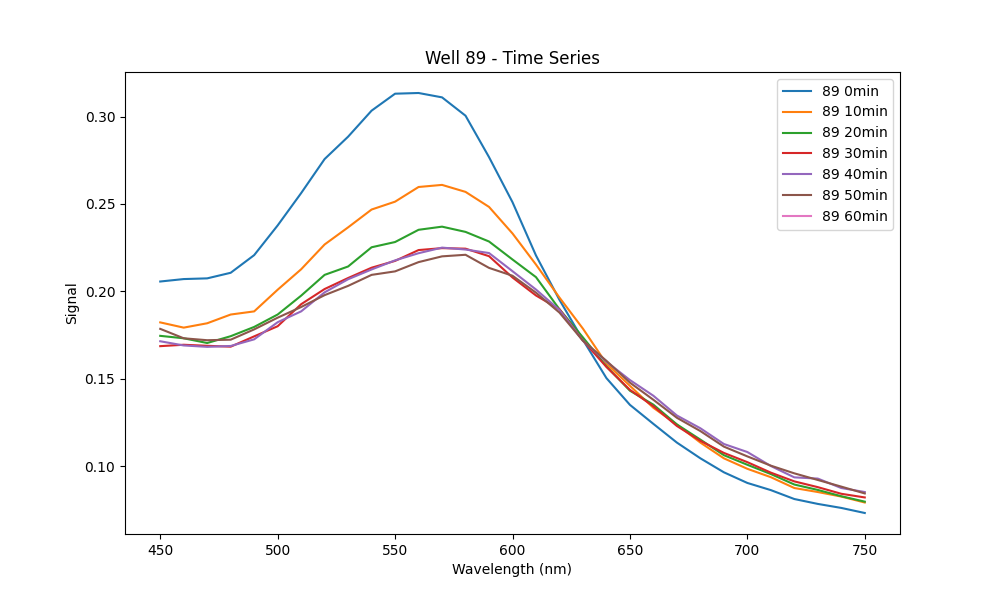 Well 89 - Time Series
Signal
0.30
0.25
0.20
0.15
0.10
450 500 550 600 650 700 750
Wavelength (nm)
89 0min
89 10min
89 20min
89 30min
89 40min
89 50min
89 60min